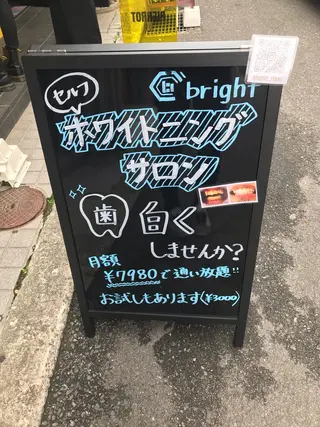 bright
セルフ
ホワイトニング
サロン
歯 白く
しませんか?
月額
¥7980で通い放題!!
お試しもあります(¥3000)